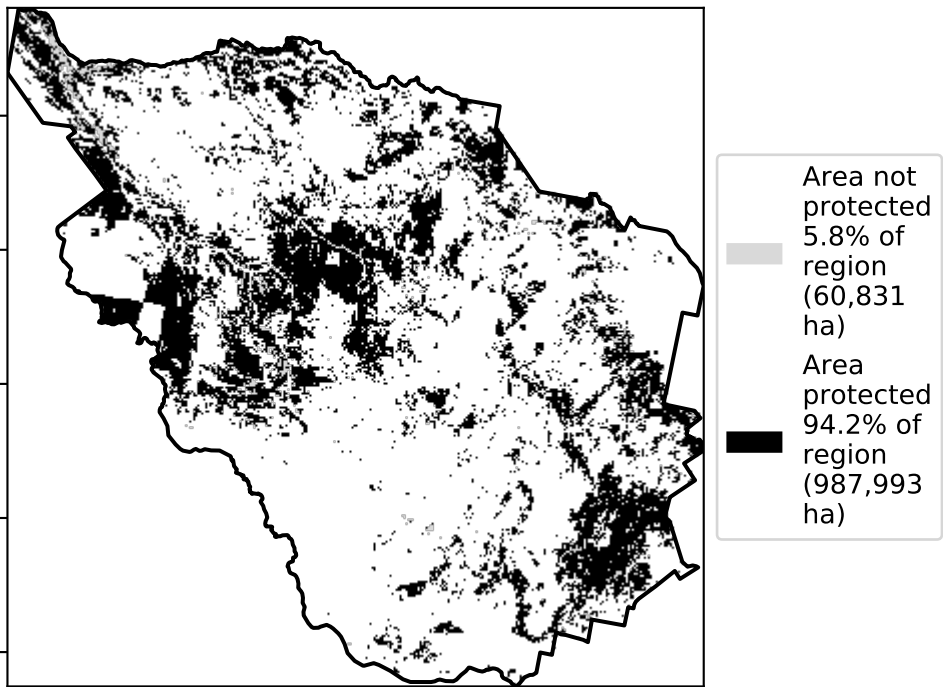 Area not
protected
5.8% of
region
(60,831
ha)
Area
protected
94.2% of
region
(987,993
ha)